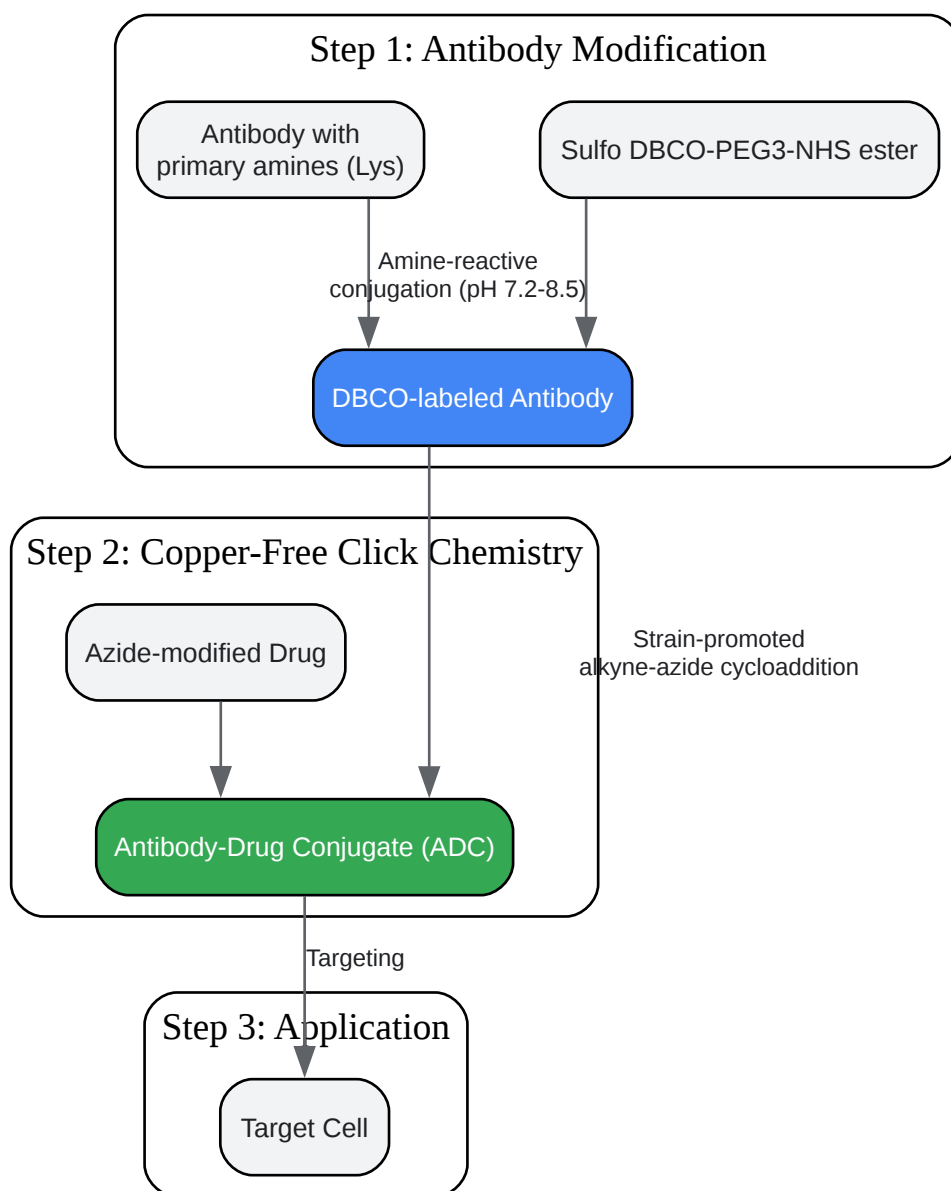 Step 1: Antibody Modification
Antibody with
primary amines (Lys)
Sulfo DBCO-PEG3-NHS ester
Amine-reactive
conjugation (pH 7.2-8.5)
DBCO-labeled Antibody
Step 2: Copper-Free Click Chemistry
Azide-modified Drug
Strain-promoted
alkyne-azide cycloaddition
Antibody-Drug Conjugate (ADC)
Targeting
Step 3: Application
Target Cell